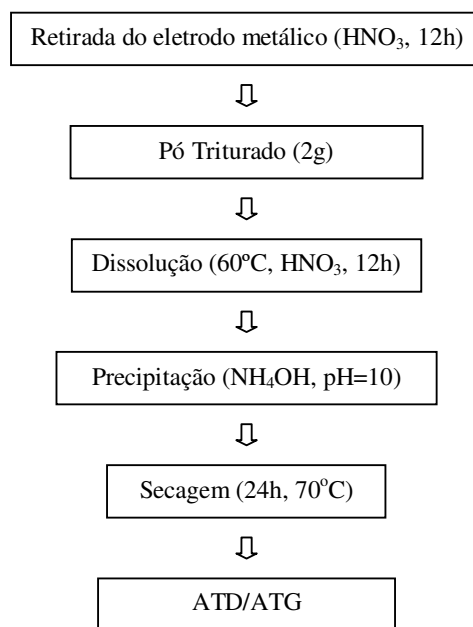 Retirada do eletrodo metálico (HNO₃, 12h)
Pó Triturado (2g)
Dissolução (60ºC, HNO₃, 12h)
Precipitação (NH₄OH, pH=10)
Secagem (24h, 70°C)
ATD/ATG